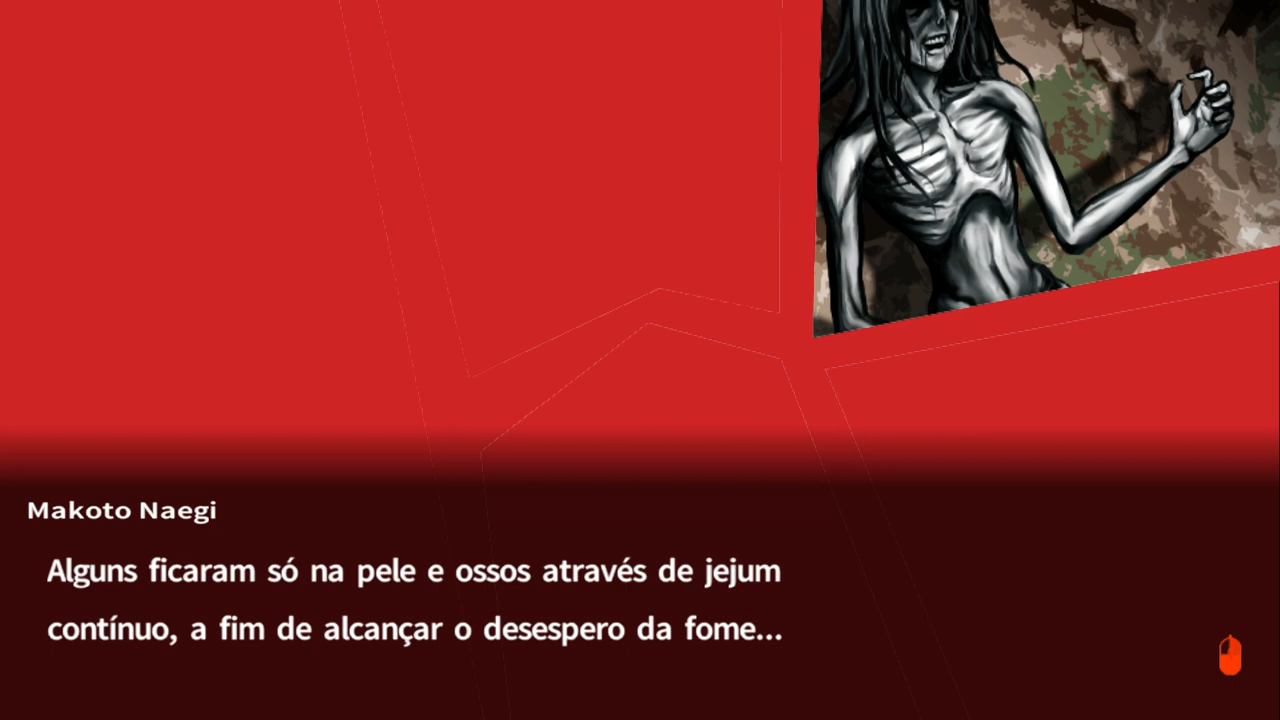 Makoto Naegi
Alguns ficaram só na pele e ossos através de jejum
contínuo, a fim de alcançar o desespero da fome...